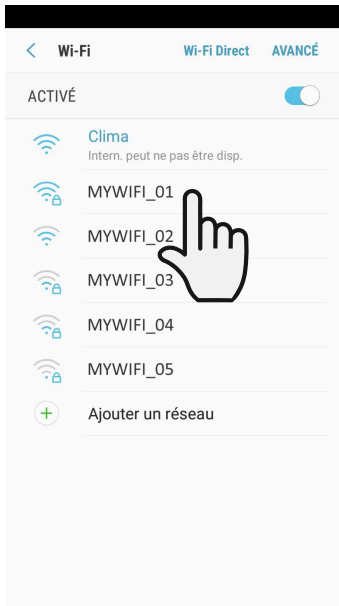 Wi-Fi Wi-Fi Direct AVANCÉ
ACTIVÉ
Clima
Intern. peut ne pas être disp.
MYWIFI_01
MYWIFI_02
MYWIFI_03
MYWIFI_04
MYWIFI_05
Ajouter un réseau